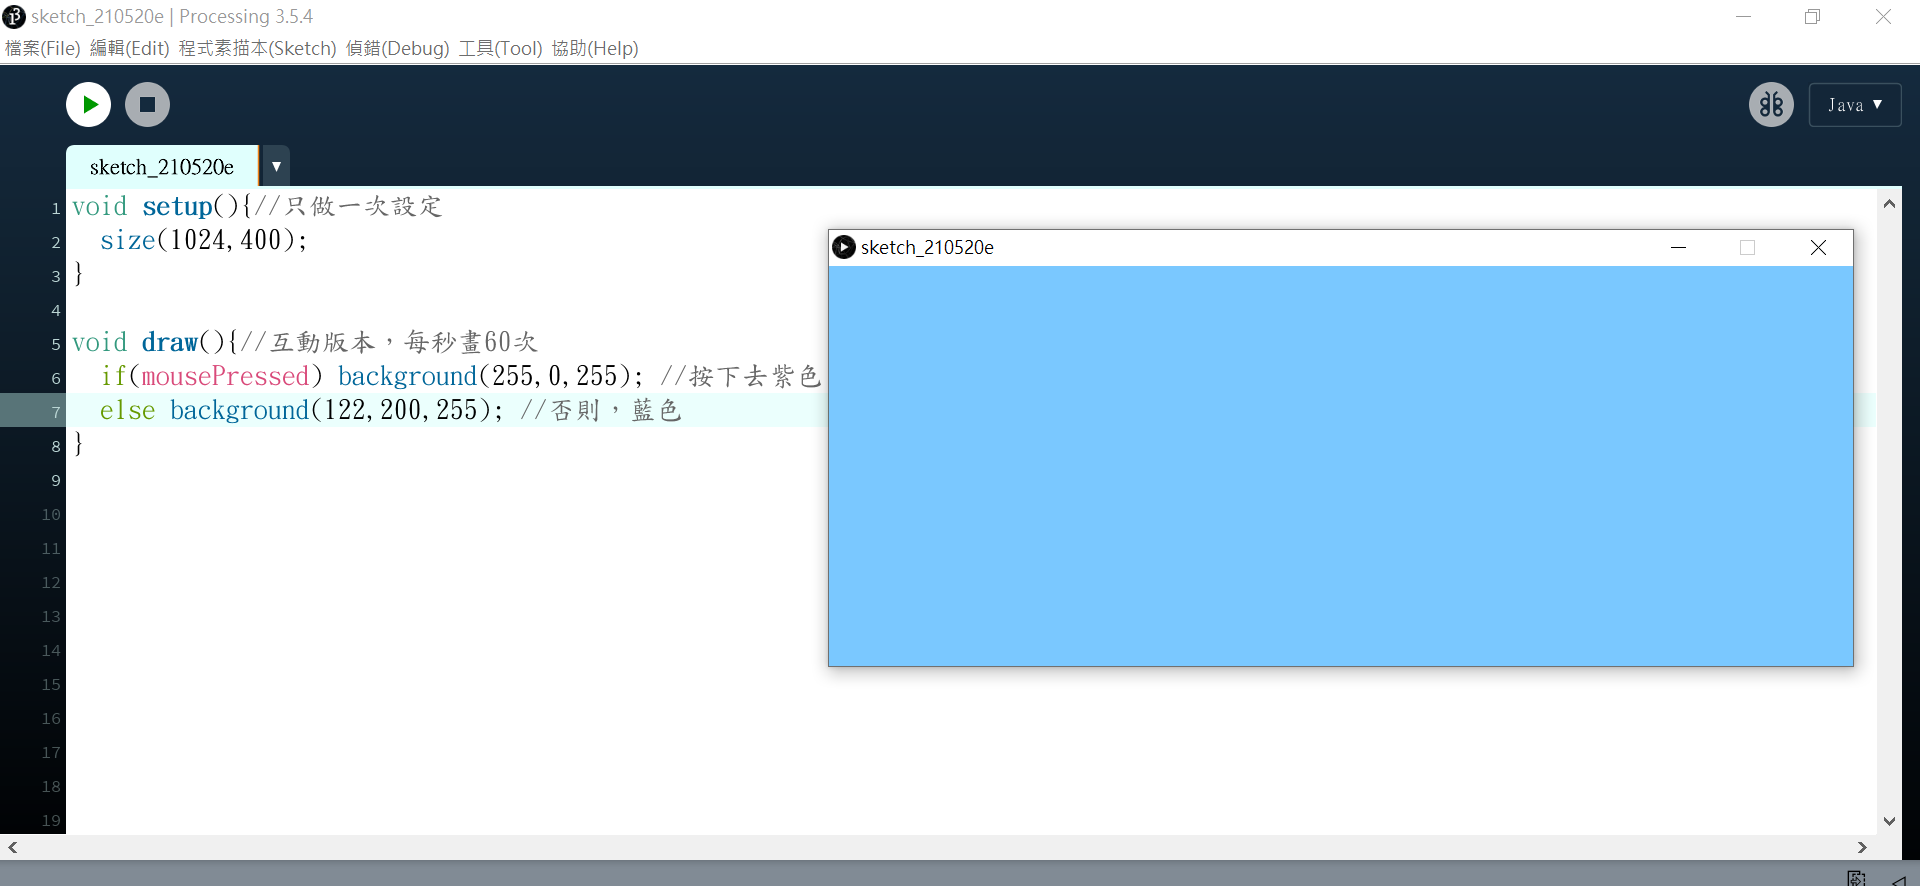 sketch_210520e | Processing 3.5.4
檔案(File) 編輯(Edit) 程式素描本(Sketch) 偵錯(Debug) 工具(Tool) 協助(Help)
Java ▼
sketch_210520e ▼
1 void setup(){//只做一次設定
2 size(1024,400);
3 }
4
5 void draw(){//互動版本，每秒畫60次
6 if(mousePressed) background(255,0,255); //按下去紫色
7 else background(122,200,255); //否則，藍色
8 }
9
10
11
12
13
14
15
16
17
18
19
sketch_210520e